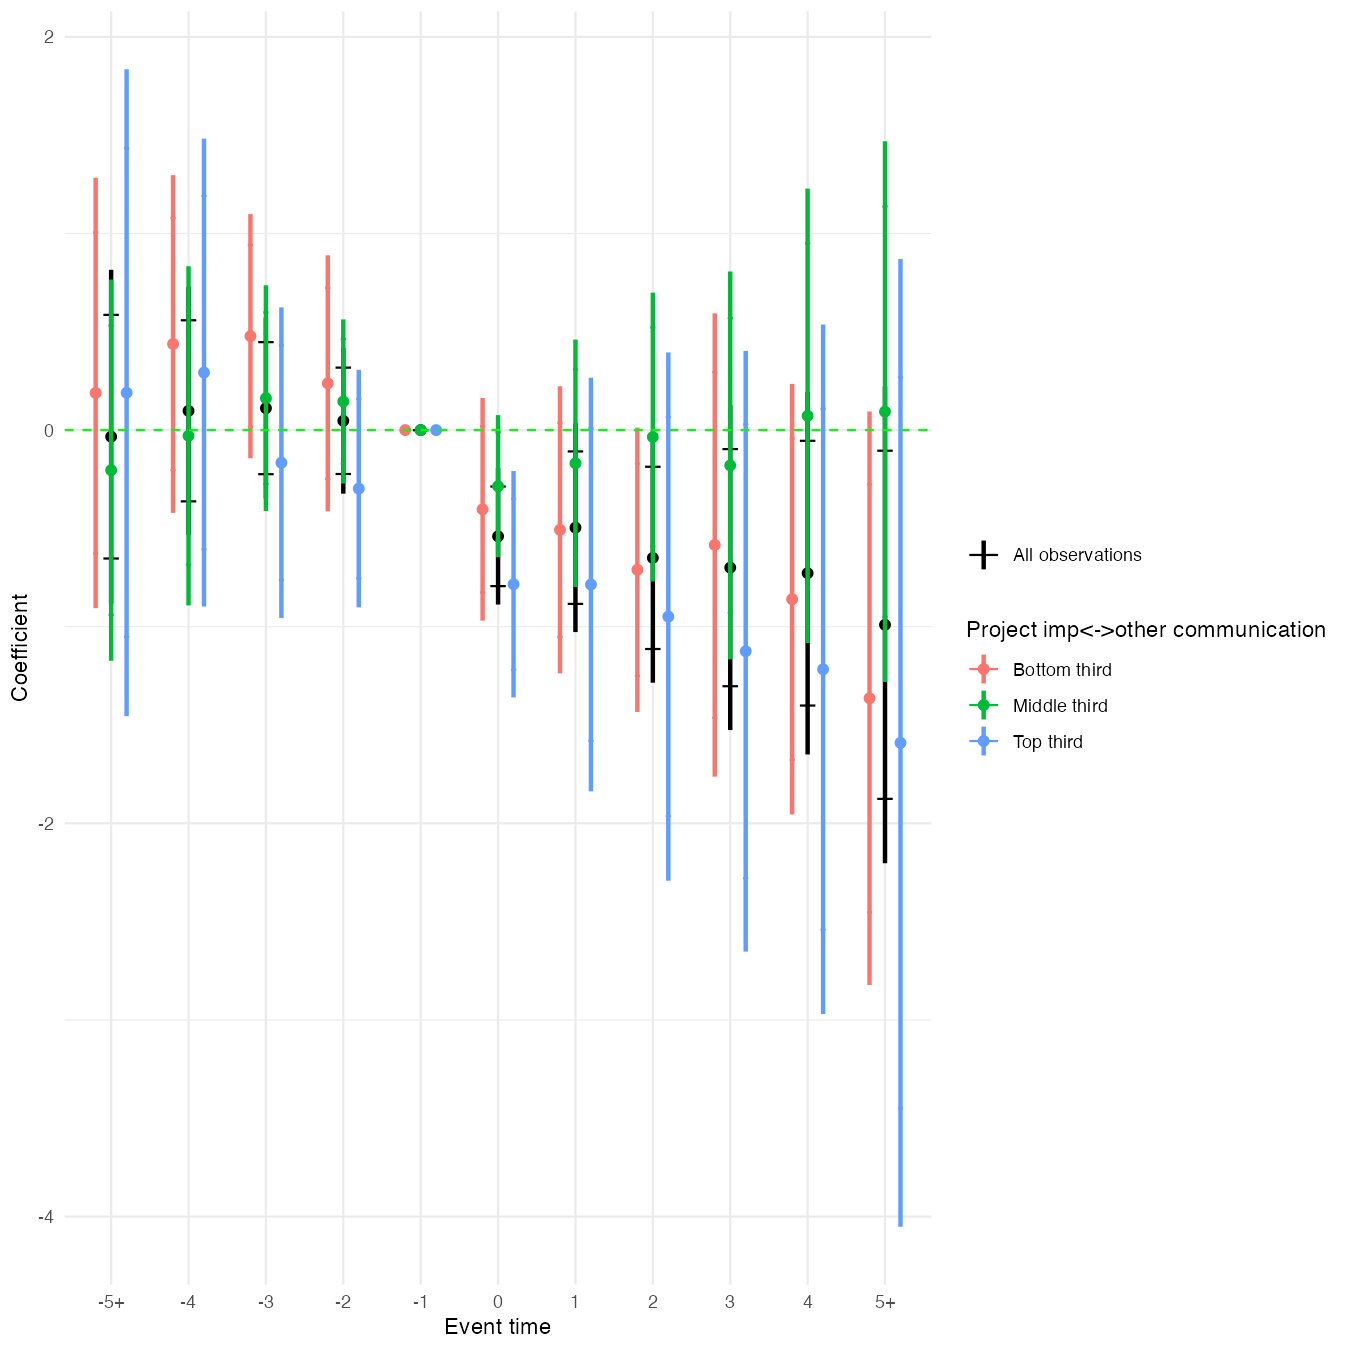 2
0
-2
-4
Coefficient
-5+ -4 -3 -2 -1 0 1 2 3 4 5+
Event time
All observations
Project imp<->other communication
Bottom third
Middle third
Top third